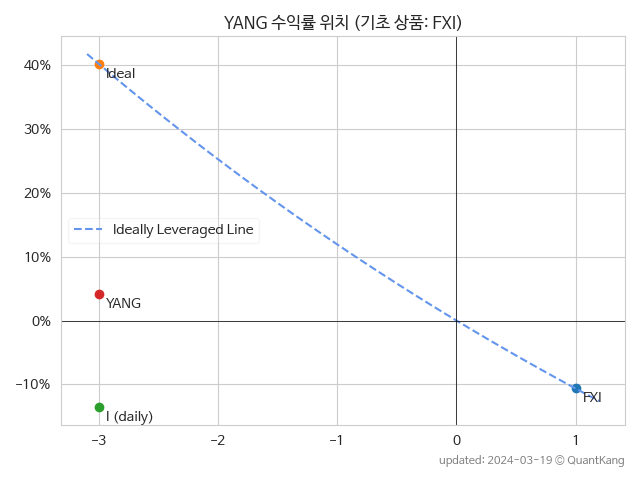 YANG 수익률 위치 (기초 상품: FXI)
40%
Ideal
30%
20%
Ideally Leveraged Line
10%
YANG
0%
−10%
FXI
I (daily)
−3
−2
−1
0
1
updated: 2024-03-19 © QuantKang